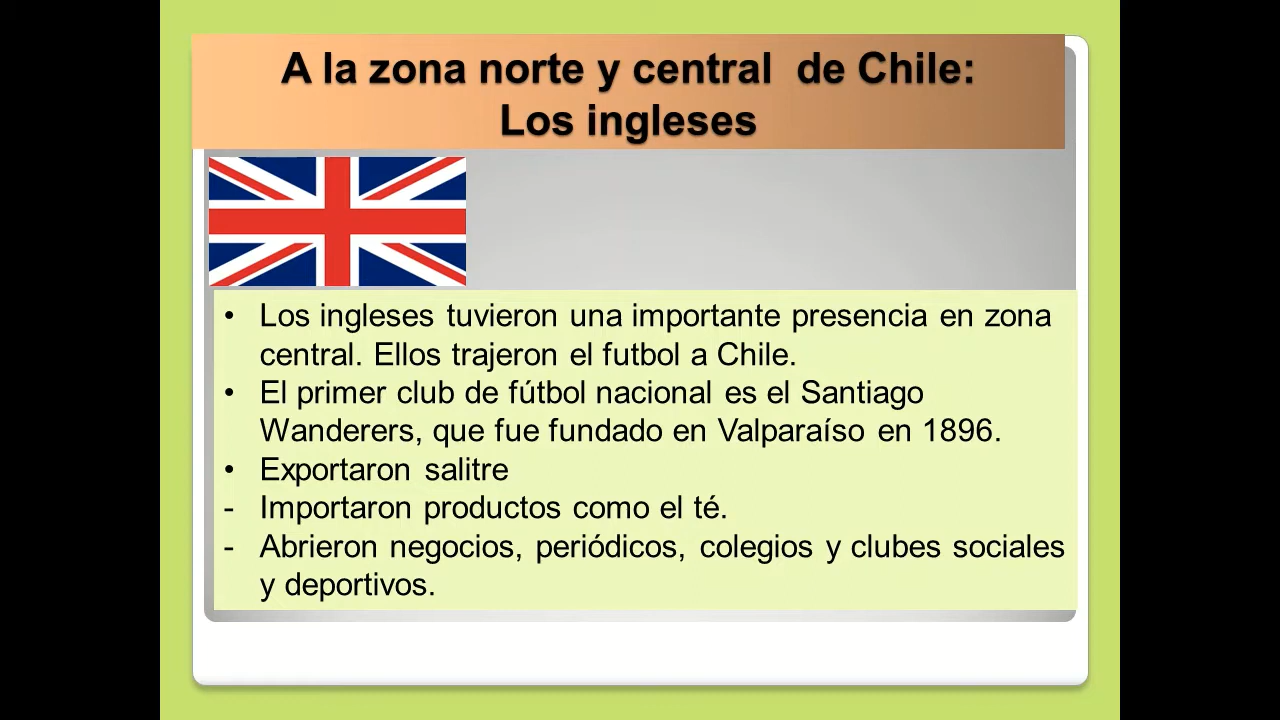 A la zona norte y central  de Chile:
Los ingleses
• Los ingleses tuvieron una importante presencia en zona
central. Ellos trajeron el futbol a Chile.
• El primer club de fútbol nacional es el Santiago
Wanderers, que fue fundado en Valparaíso en 1896.
• Exportaron salitre
- Importaron productos como el té.
- Abrieron negocios, periódicos, colegios y clubes sociales
y deportivos.